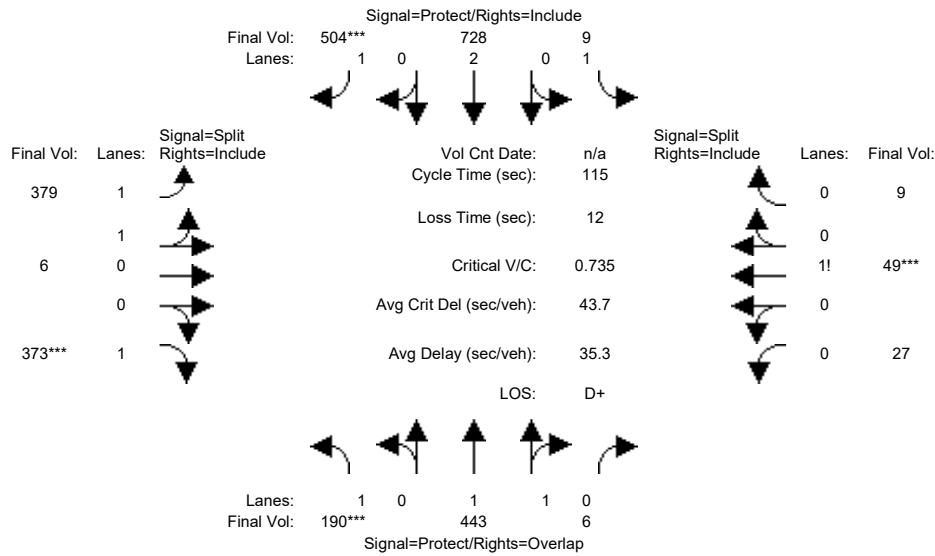 Signal=Protect/Rights=Include
Final Vol: 504*** 728 9
Lanes: 1 0 2 0 1
Signal=Split
Final Vol: Lanes: Rights=Include
Vol Cnt Date: n/a
Cycle Time (sec): 115
Signal=Split
Rights=Include Lanes: Final Vol:
379 1
0 9
Loss Time (sec): 12
1
0
6 0
Critical V/C: 0.735
1! 49***
0
Avg Crit Del (sec/veh): 43.7
0
373*** 1
Avg Delay (sec/veh): 35.3
0 27
LOS: D+
Lanes: 1 0 1 1 0
Final Vol: 190*** 443 6
Signal=Protect/Rights=Overlap